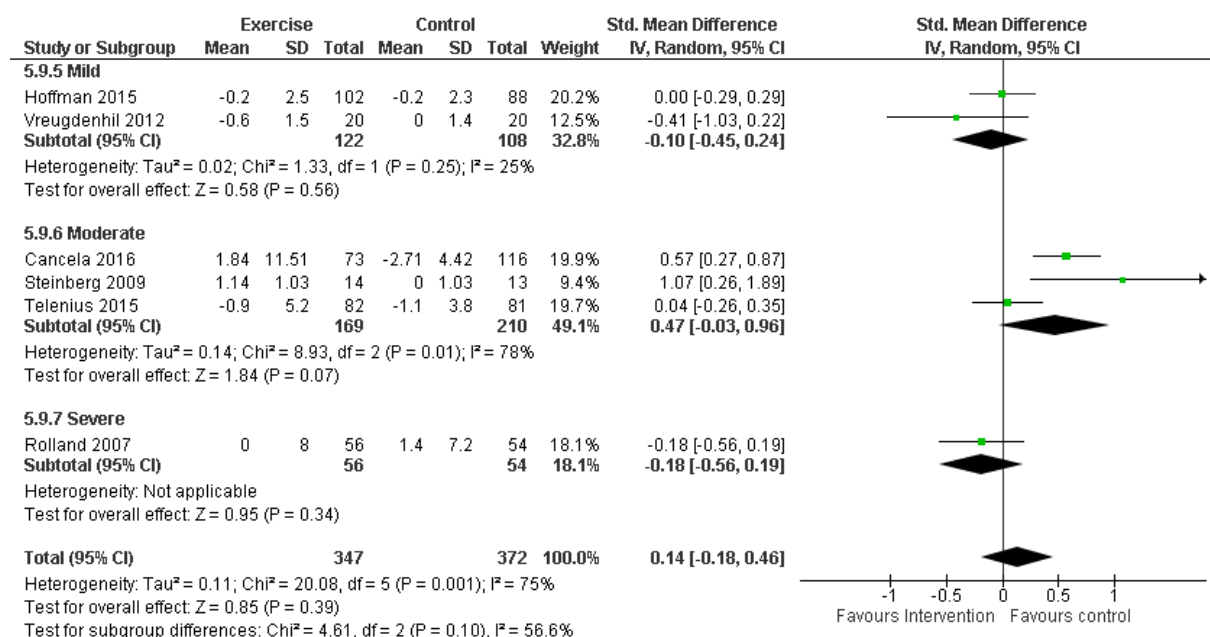 Exercise Control Std. Mean Difference Std. Mean Difference
Study or Subgroup Mean SD Total Mean SD Total Weight IV, Random, 95% CI IV, Random, 95% CI
5.9.5 Mild
Hoffman 2015 -0.2 2.5 102 -0.2 2.3 88 20.2% 0.00 [-0.29, 0.29]
Vreugdenhil 2012 -0.6 1.5 20 0 1.4 20 12.5% -0.41 [-1.03, 0.22]
Subtotal (95% CI) 122 108 32.8% -0.10 [-0.45, 0.24]
Heterogeneity: Tau² = 0.02; Chi² = 1.33, df = 1 (P = 0.25); I² = 25%
Test for overall effect: Z = 0.58 (P = 0.56)
5.9.6 Moderate
Cancela 2016 1.84 11.51 73 -2.71 4.42 116 19.9% 0.57 [0.27, 0.87]
Steinberg 2009 1.14 1.03 14 0 1.03 13 9.4% 1.07 [0.26, 1.89]
Telenius 2015 -0.9 5.2 82 -1.1 3.8 81 19.7% 0.04 [-0.26, 0.35]
Subtotal (95% CI) 169 210 49.1% 0.47 [-0.03, 0.96]
Heterogeneity: Tau² = 0.14; Chi² = 8.93, df = 2 (P = 0.01); I² = 78%
Test for overall effect: Z = 1.84 (P = 0.07)
5.9.7 Severe
Rolland 2007 0 8 56 1.4 7.2 54 18.1% -0.18 [-0.56, 0.19]
Subtotal (95% CI) 56 54 18.1% -0.18 [-0.56, 0.19]
Heterogeneity: Not applicable
Test for overall effect: Z = 0.95 (P = 0.34)
Total (95% CI) 347 372 100.0% 0.14 [-0.18, 0.46]
Heterogeneity: Tau² = 0.11; Chi² = 20.08, df = 5 (P = 0.001); I² = 75%
Test for overall effect: Z = 0.85 (P = 0.39)
Test for subgroup differences: Chi² = 4.61, df = 2 (P = 0.10), I² = 56.6%
-1 -0.5 0 0.5 1
Favours Intervention Favours control